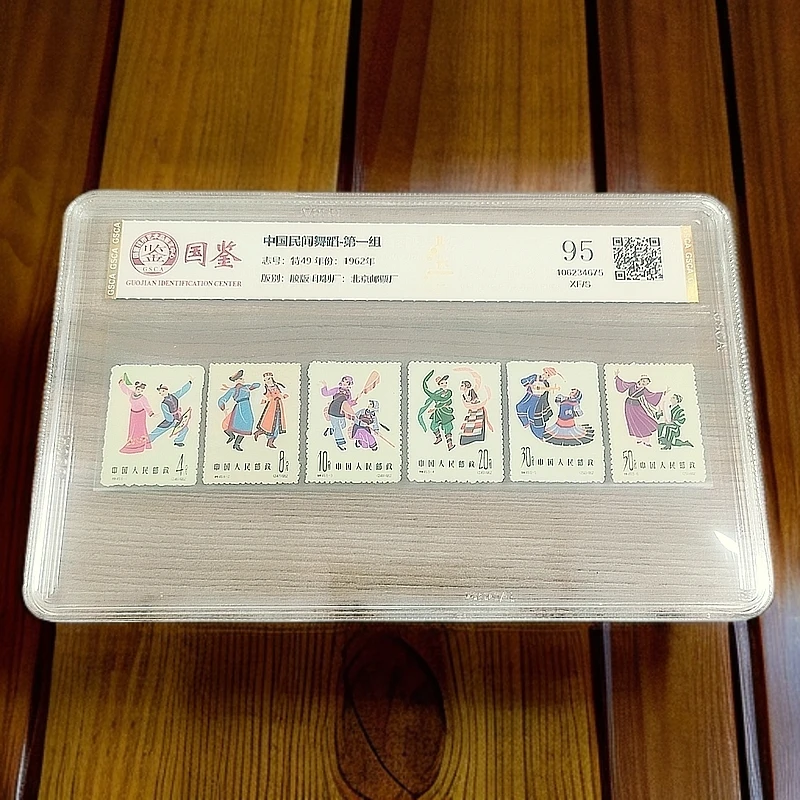 国鉴
GSCA
GUOJIAN IDENTIFICATION CENTER
中国民间舞蹈-第一组
志号：特49 年份：1962年
版别：胶版 印刷厂：北京邮票厂
95
106234675
XF/S
GSCA GSCA GSCA
中国人民邮政 4分
中国人民邮政 8分
10分 中国人民邮政
中国人民邮政 20分
30分 中国人民邮政
50分 中国人民邮政